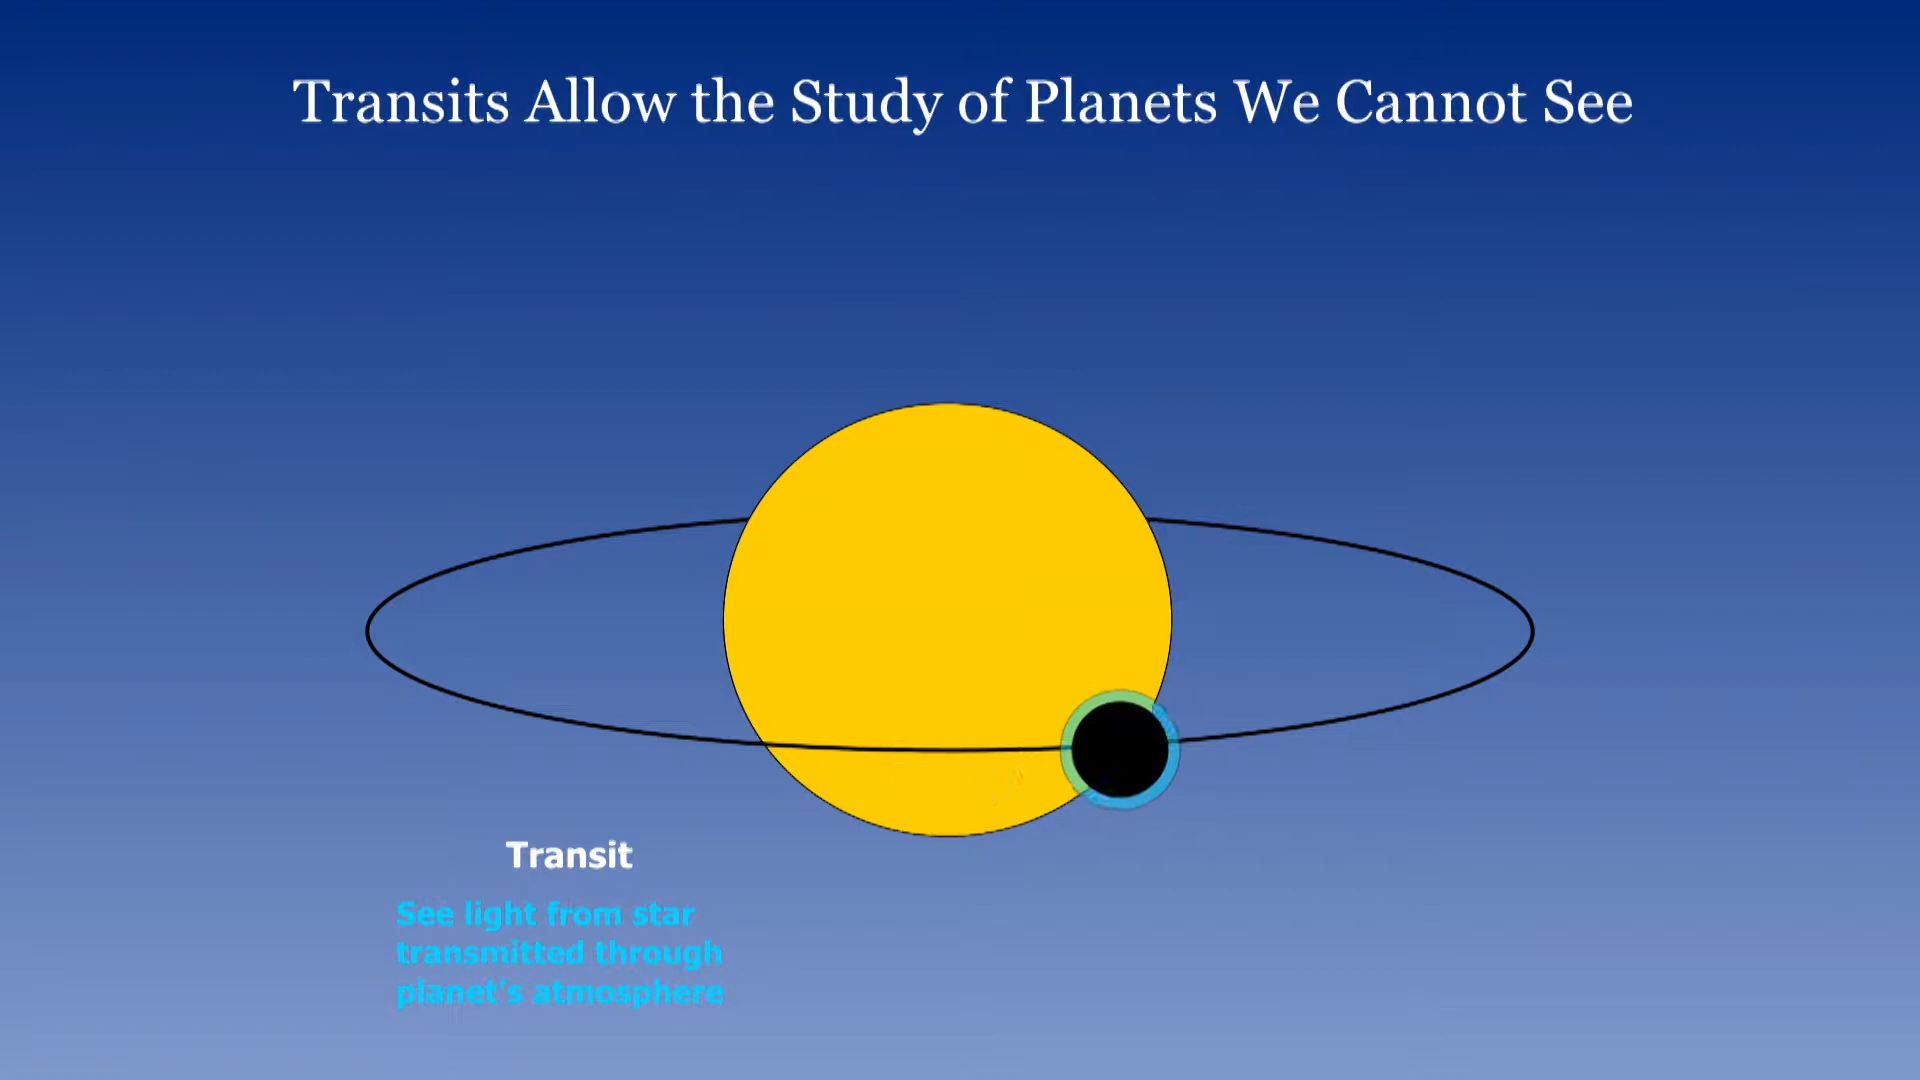 Transits Allow the Study of Planets We Cannot See
Transit
See light from star
transmitted through
planet's atmosphere